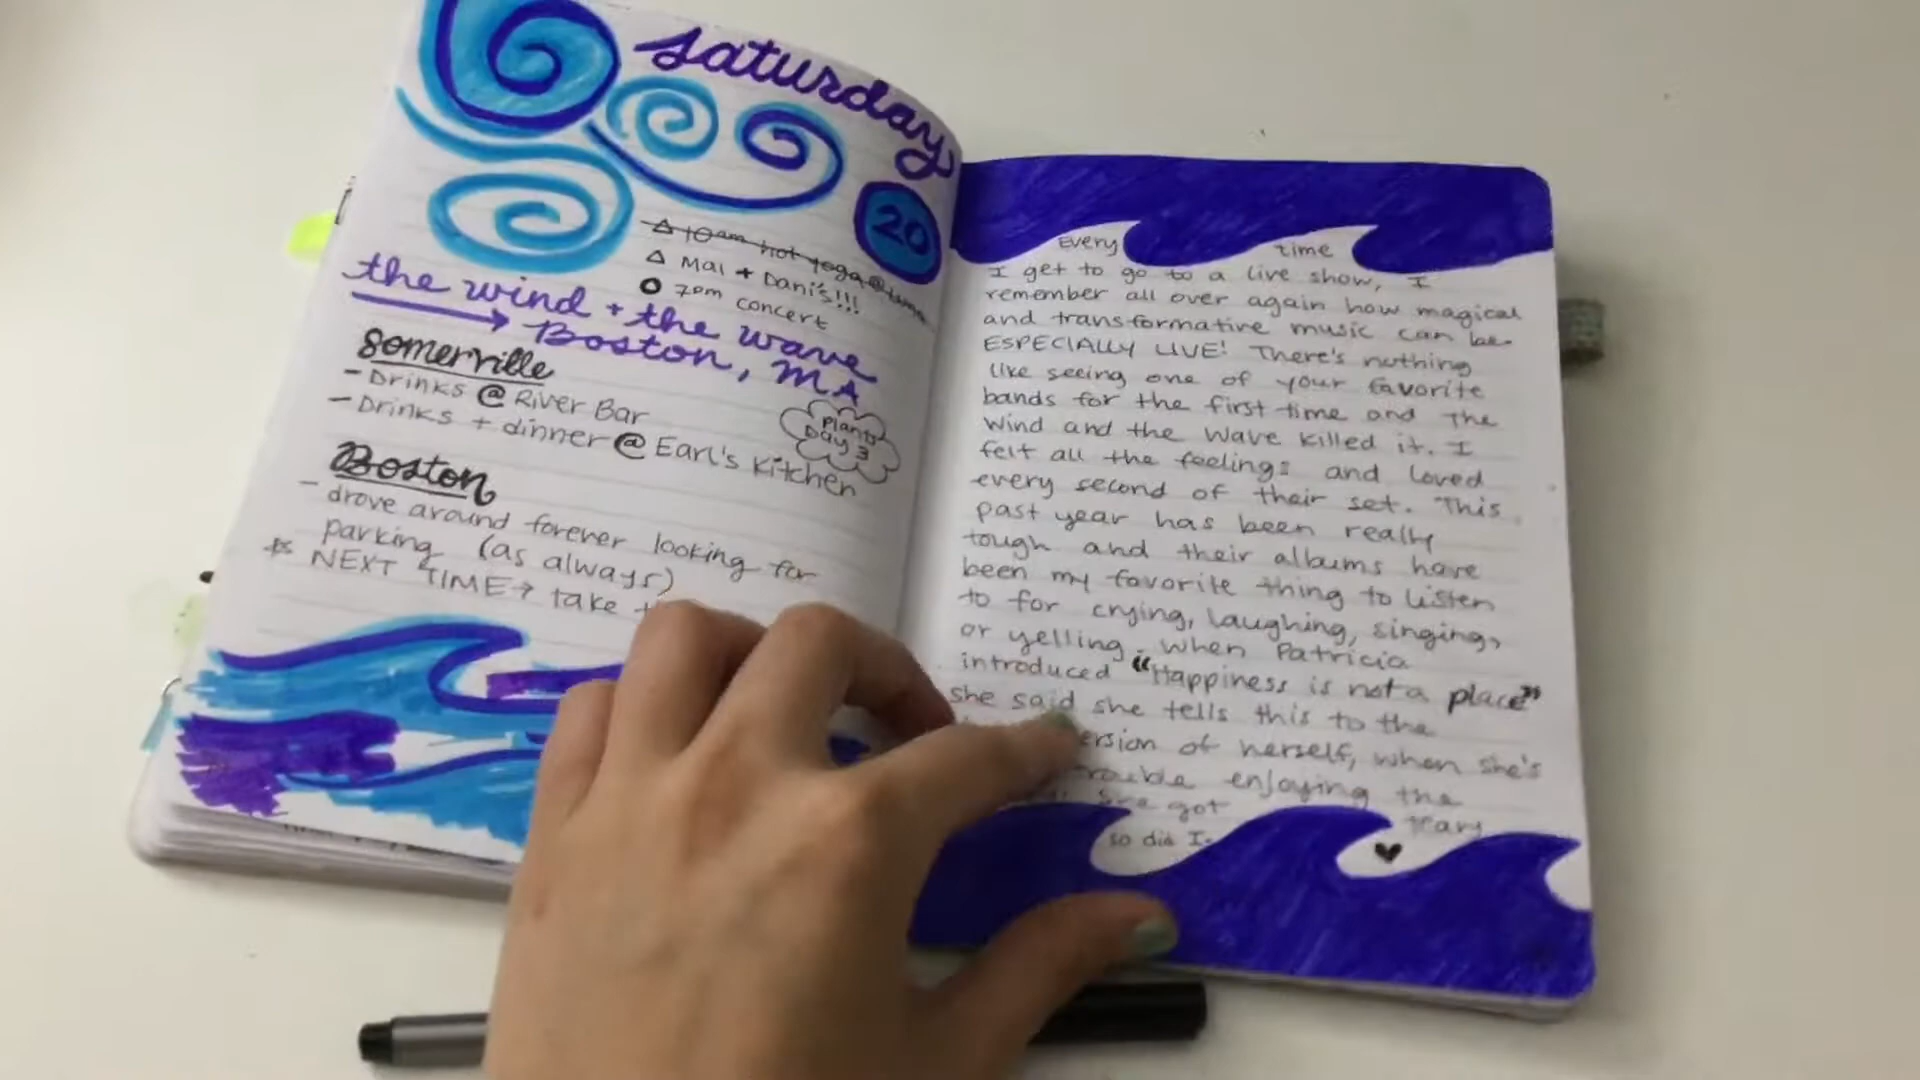 saturday
20
△ 10am hot yoga @
△ Mal + Dani's!!!
○ 7pm concert
the wind + the wave
→ Boston, MA
somerville
- Drinks @ River Bar
- Drinks + dinner @ Earl's Kitchen
Plants
Day 3
Boston
- drove around forever looking for
parking (as always)
NEXT TIME → take
Every time
I get to go to a live show, I
remember all over again how magical
and transformative music can be
ESPECIALLY LIVE! There's nothing
like seeing one of your favorite
bands for the first time and The
Wind and the Wave killed it. I
felt all the feelings and loved
every second of their set. This
past year has been really
tough and their albums have
been my favorite thing to listen
to for crying, laughing, singing,
or yelling. When Patricia
introduced "Happiness is not a place"
she said she tells this to the
ersion of herself, when she's
trouble enjoying the
She got teary
so did I.